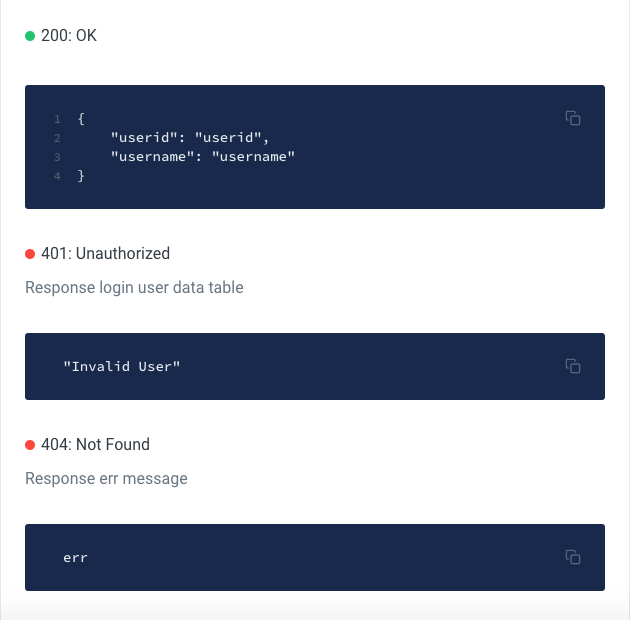 200: OK
1 {
2     "userid": "userid",
3     "username": "username"
4 }
401: Unauthorized
Response login user data table
"Invalid User"
404: Not Found
Response err message
err